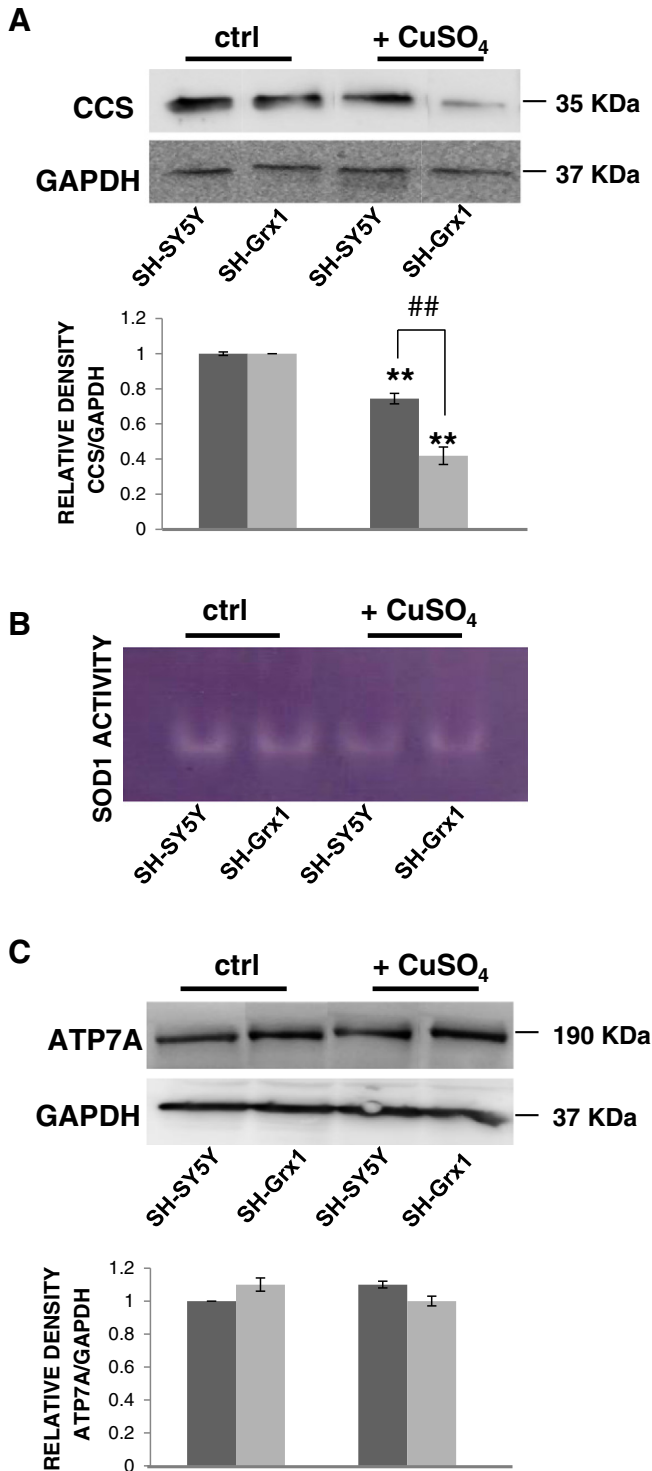 A
ctrl + CuSO₄
CCS 35 KDa
GAPDH 37 KDa
SH-SY5Y SH-Grx1 SH-SY5Y SH-Grx1
RELATIVE DENSITY
CCS/GAPDH
1.2
1
0.8
0.6
0.4
0.2
0
##
**
**
B
ctrl + CuSO₄
SOD1 ACTIVITY
SH-SY5Y SH-Grx1 SH-SY5Y SH-Grx1
C
ctrl + CuSO₄
ATP7A 190 KDa
GAPDH 37 KDa
SH-SY5Y SH-Grx1 SH-SY5Y SH-Grx1
RELATIVE DENSITY
ATP7A/GAPDH
1.2
1
0.8
0.6
0.4
0.2
0